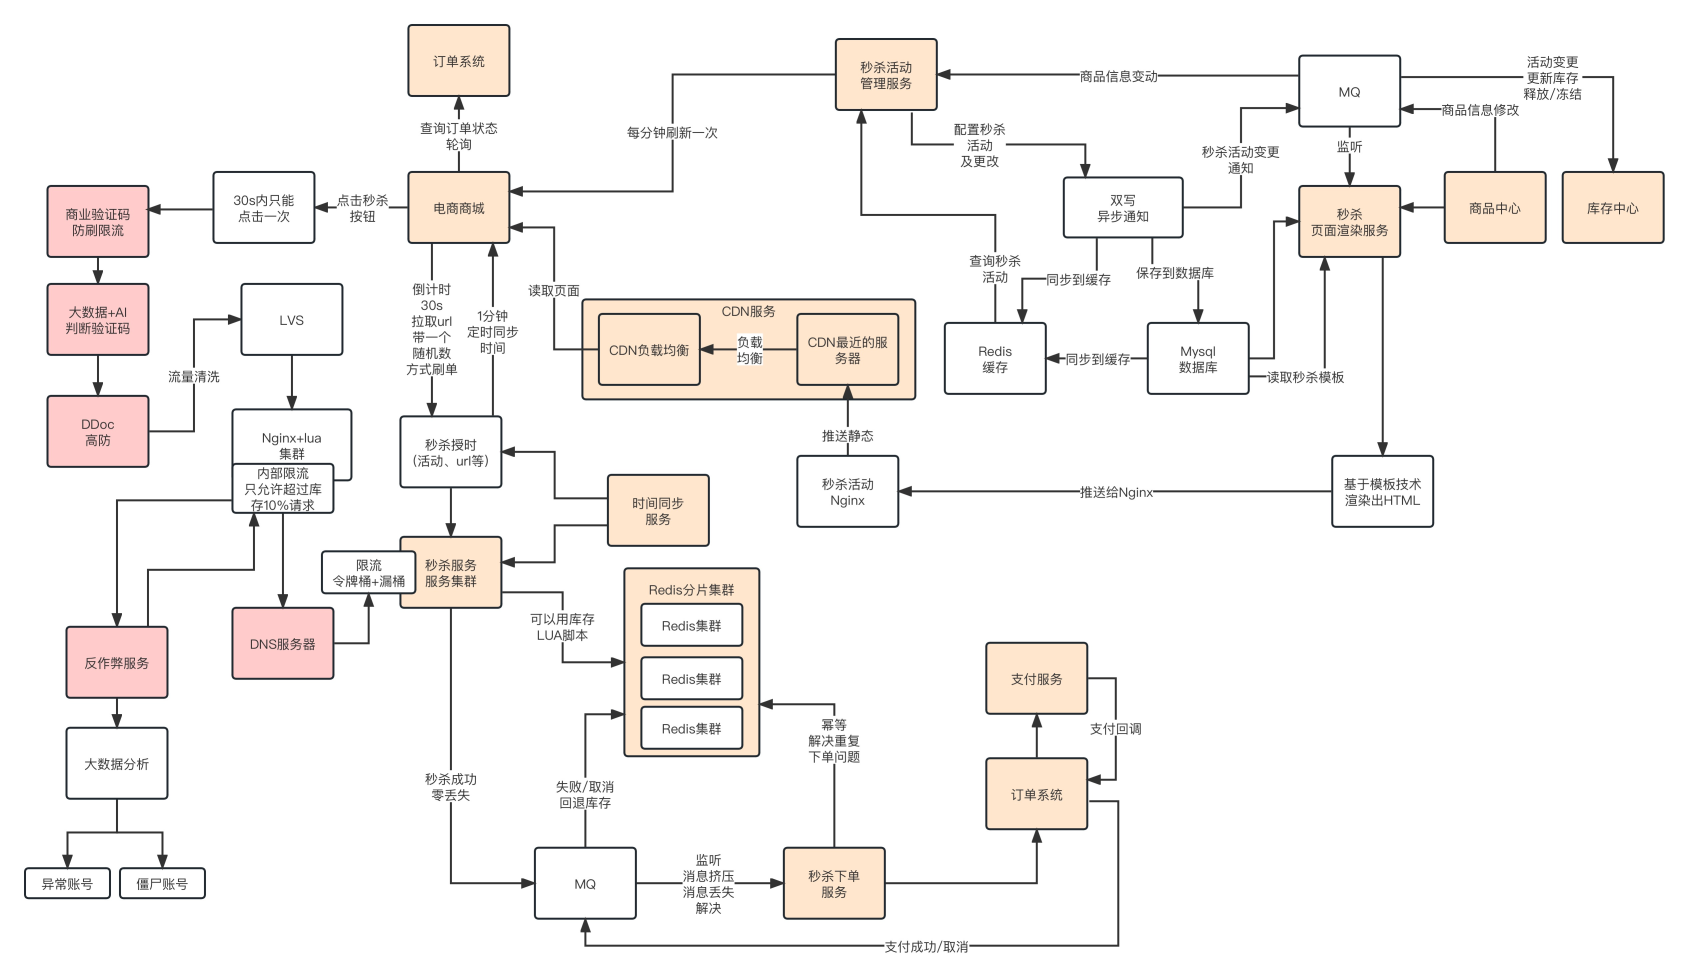 订单系统
查询订单状态
轮询
每分钟刷新一次
秒杀活动
管理服务
商品信息变动
MQ
活动变更
更新库存
释放/冻结
商品信息修改
配置秒杀
活动
及更改
秒杀活动变更
通知
监听
商业验证码
防刷限流
30s内只能
点击一次
点击秒杀
按钮
电商商城
双写
异步通知
秒杀
页面渲染服务
商品中心
库存中心
查询秒杀
活动
同步到缓存
保存到数据库
大数据+AI
判断验证码
LVS
倒计时
30s
拉取url
带一个
随机数
方式刷单
1分钟
定时同步
时间
读取页面
CDN服务
CDN负载均衡
负载
均衡
CDN最近的服
务器
Redis
缓存
同步到缓存
Mysql
数据库
读取秒杀模板
流量清洗
DDoc
高防
Nginx+lua
集群
内部限流
只允许超过库
存10%请求
秒杀授时
(活动、url等)
推送静态
秒杀活动
Nginx
推送给Nginx
基于模板技术
渲染出HTML
时间同步
服务
限流
令牌桶+漏桶
秒杀服务
服务集群
可以用库存
LUA脚本
Redis分片集群
Redis集群
Redis集群
Redis集群
反作弊服务
DNS服务器
支付服务
支付回调
幂等
解决重复
下单问题
大数据分析
秒杀成功
零丢失
失败/取消
回退库存
订单系统
异常账号
僵尸账号
MQ
监听
消息挤压
消息丢失
解决
秒杀下单
服务
支付成功/取消